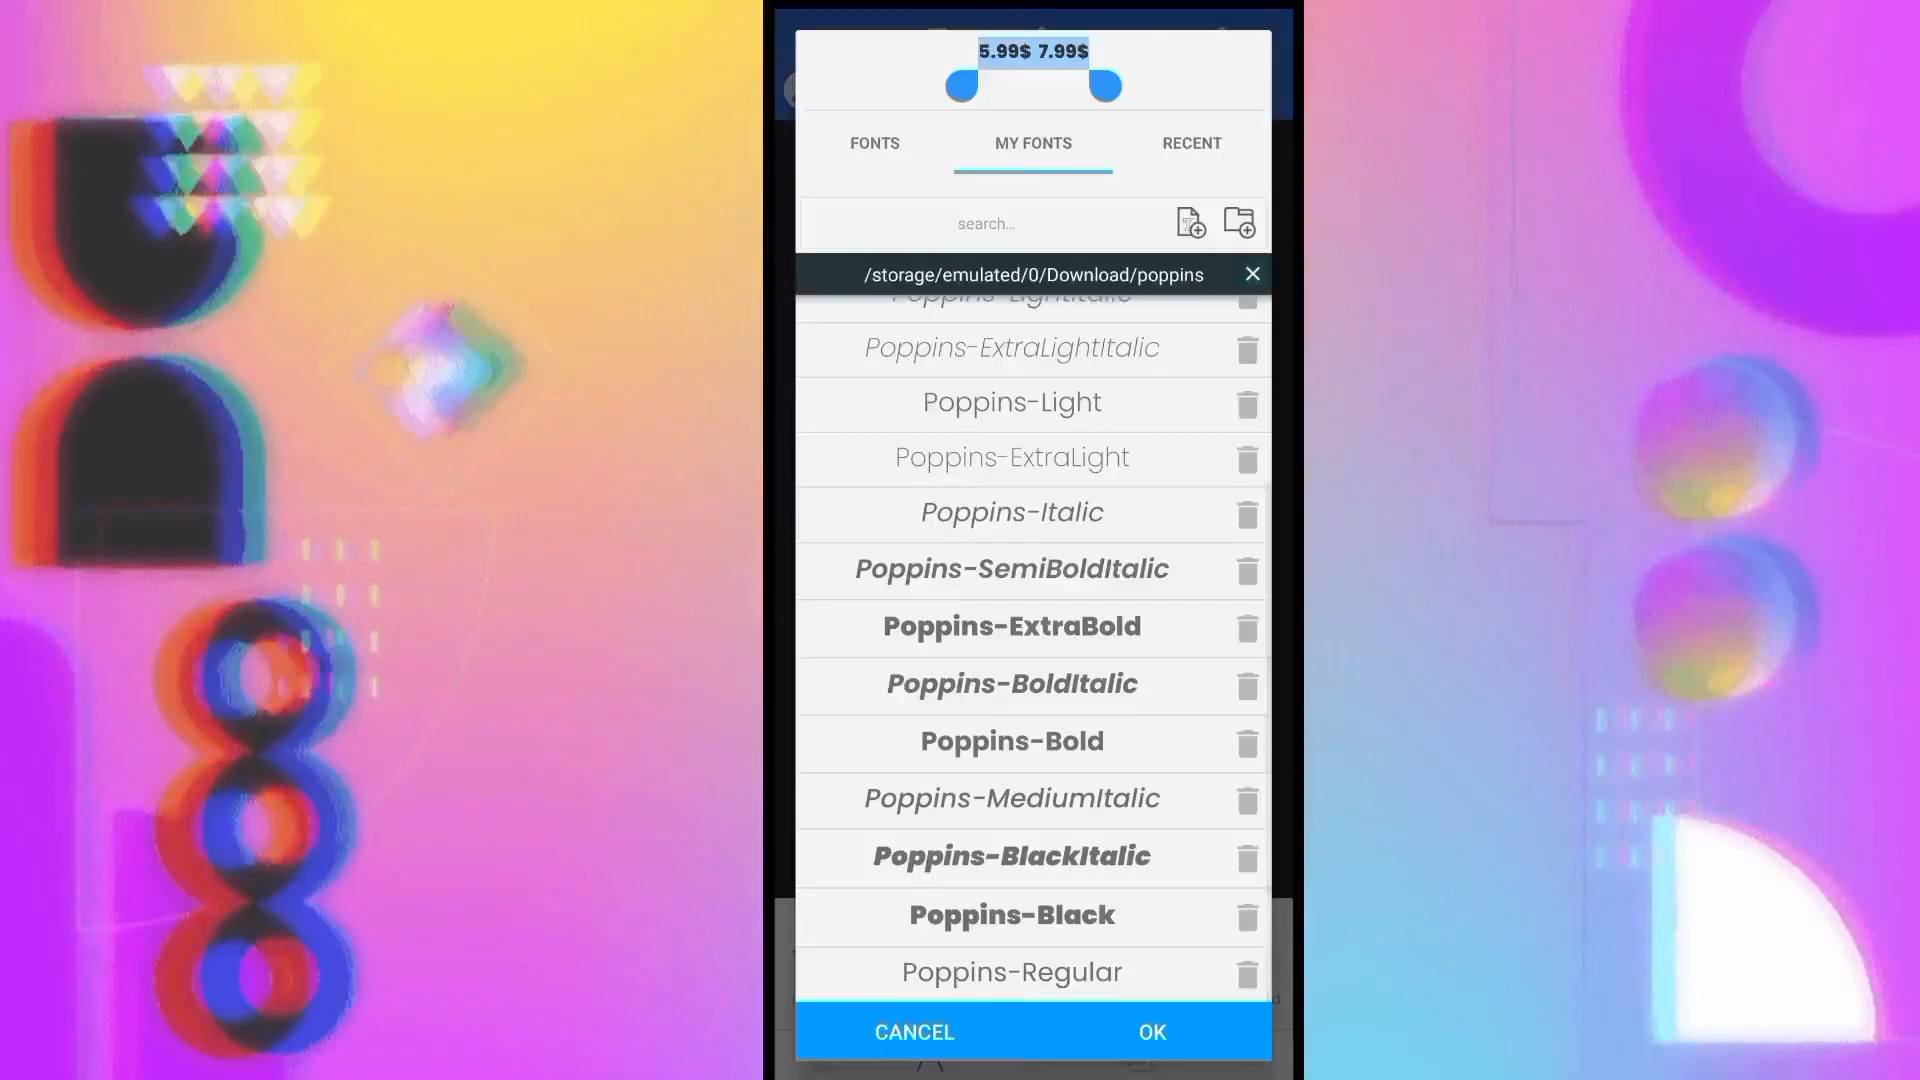 5.99$ 7.99$
FONTS MY FONTS RECENT
search...
/storage/emulated/0/Download/poppins
Poppins-LightItalic
Poppins-ExtraLightItalic
Poppins-Light
Poppins-ExtraLight
Poppins-Italic
Poppins-SemiBoldItalic
Poppins-ExtraBold
Poppins-BoldItalic
Poppins-Bold
Poppins-MediumItalic
Poppins-BlackItalic
Poppins-Black
Poppins-Regular
CANCEL OK